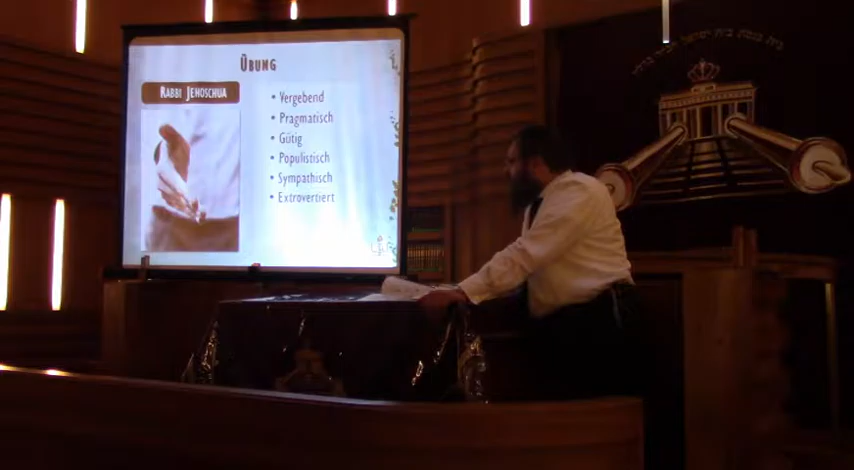 Übung
Rabbi Jehoschua
• Vergebend
• Pragmatisch
• Gütig
• Populistisch
• Sympathisch
• Extrovertiert